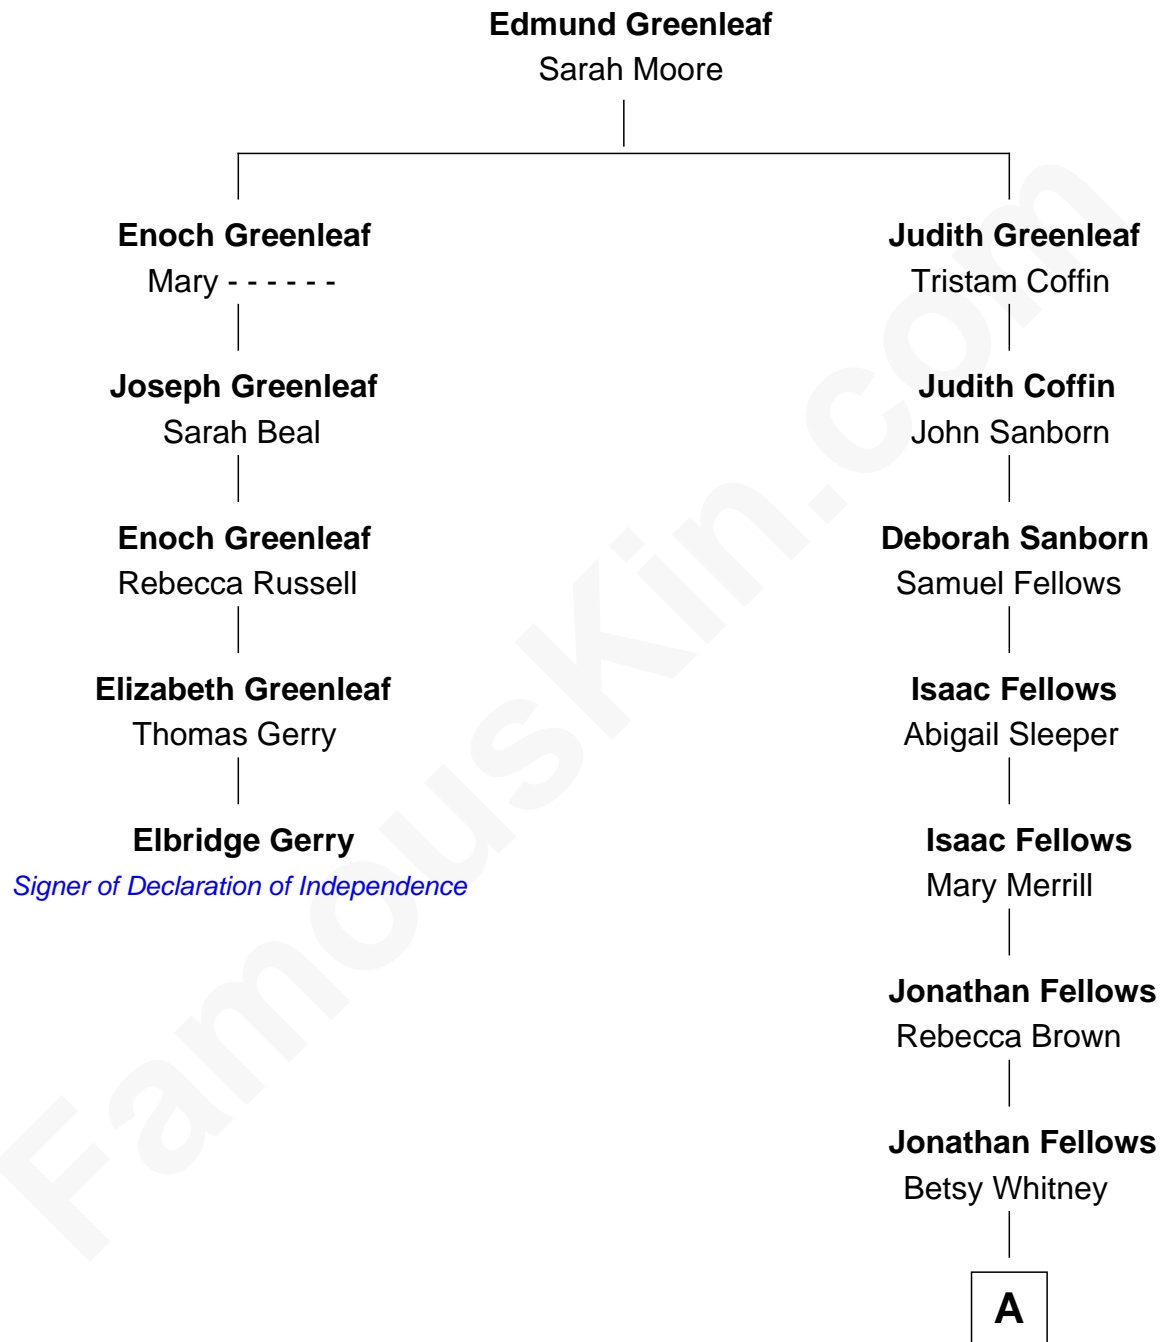 Edmund Greenleaf
Sarah Moore
Enoch Greenleaf
Mary - - - - - -
Joseph Greenleaf
Sarah Beal
Enoch Greenleaf
Rebecca Russell
Elizabeth Greenleaf
Thomas Gerry
Elbridge Gerry
Signer of Declaration of Independence
Judith Greenleaf
Tristam Coffin
Judith Coffin
John Sanborn
Deborah Sanborn
Samuel Fellows
Isaac Fellows
Abigail Sleeper
Isaac Fellows
Mary Merrill
Jonathan Fellows
Rebecca Brown
Jonathan Fellows
Betsy Whitney
A
FamousKin.com